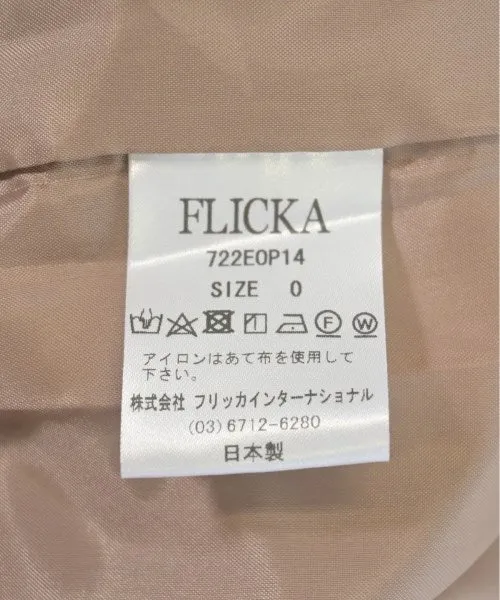 FLICKA
722EOP14
SIZE 0
F W
アイロンはあて布を使用して
下さい。
株式会社 フリッカインターナショナル
(03)6712-6280
日本製